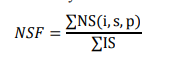 NSF = ∑NS(i, s, p) / ∑IS